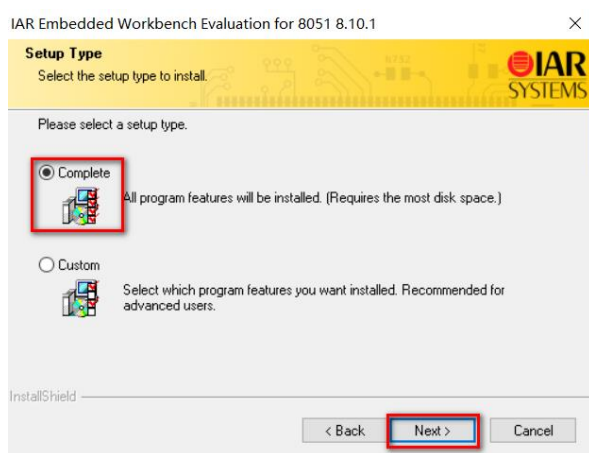 IAR Embedded Workbench Evaluation for 8051 8.10.1
Setup Type
Select the setup type to install.
IAR
SYSTEMS
Please select a setup type.
Complete
All program features will be installed. (Requires the most disk space.)
Custom
Select which program features you want installed. Recommended for
advanced users.
InstallShield
< Back Next > Cancel